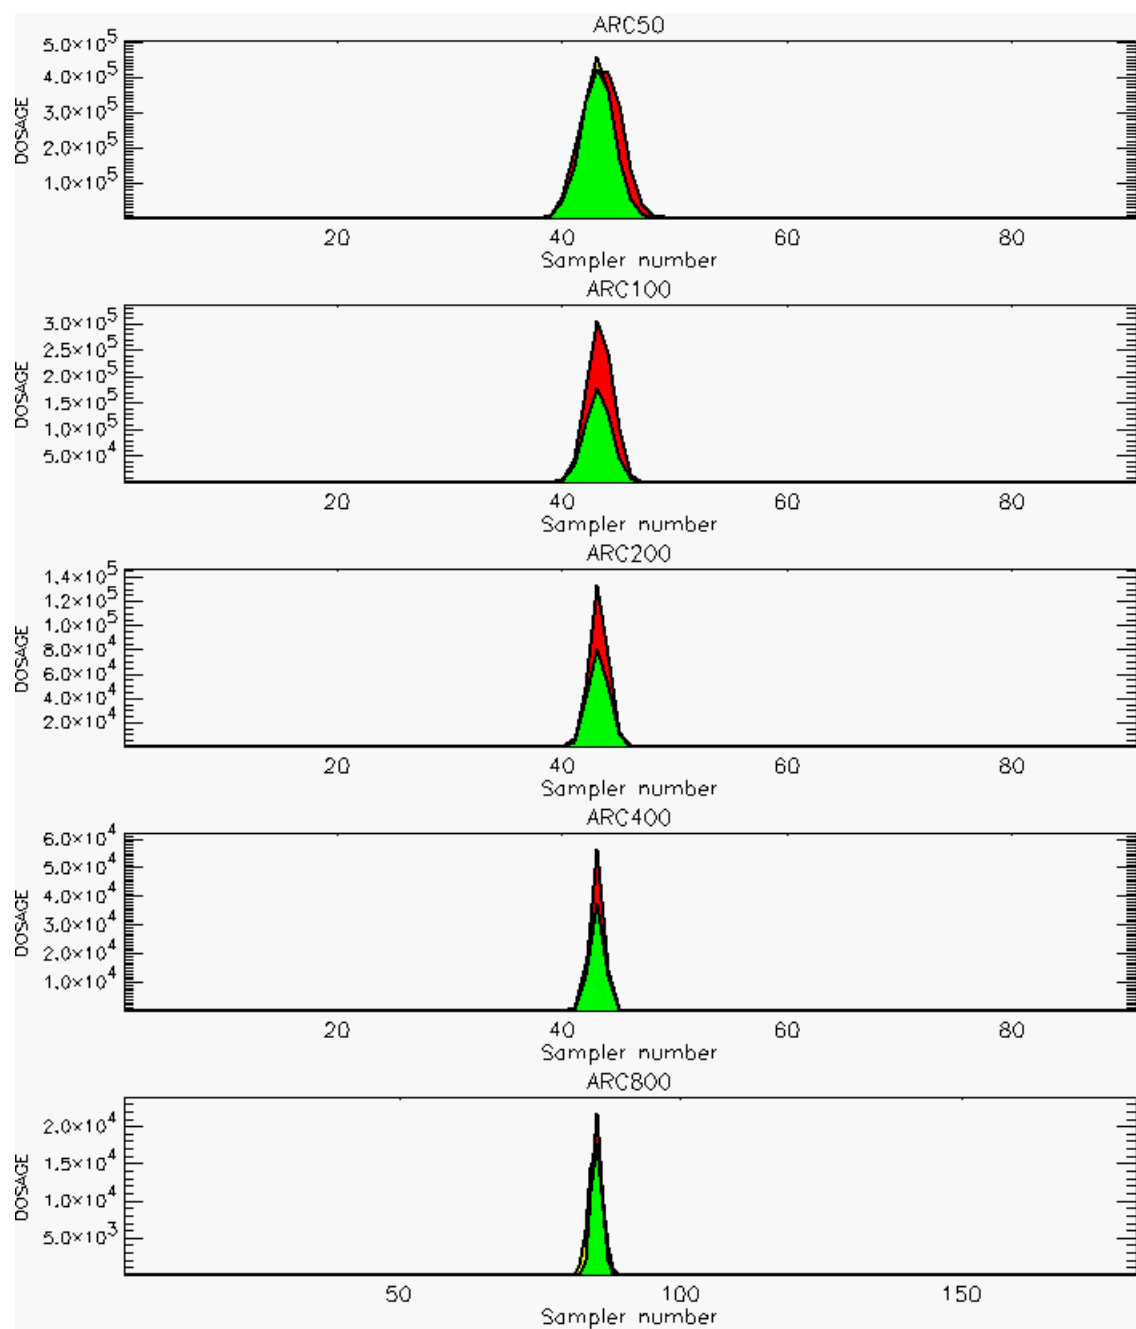 ARC50
5.0×10^5
4.0×10^5
3.0×10^5
2.0×10^5
1.0×10^5
DOSAGE
20 40 60 80
Sampler number
ARC100
3.0×10^5
2.5×10^5
2.0×10^5
1.5×10^5
1.0×10^5
5.0×10^4
DOSAGE
20 40 60 80
Sampler number
ARC200
1.4×10^5
1.2×10^5
1.0×10^5
8.0×10^4
6.0×10^4
4.0×10^4
2.0×10^4
DOSAGE
20 40 60 80
Sampler number
ARC400
6.0×10^4
5.0×10^4
4.0×10^4
3.0×10^4
2.0×10^4
1.0×10^4
DOSAGE
20 40 60 80
Sampler number
ARC800
2.0×10^4
1.5×10^4
1.0×10^4
5.0×10^3
DOSAGE
50 100 150
Sampler number